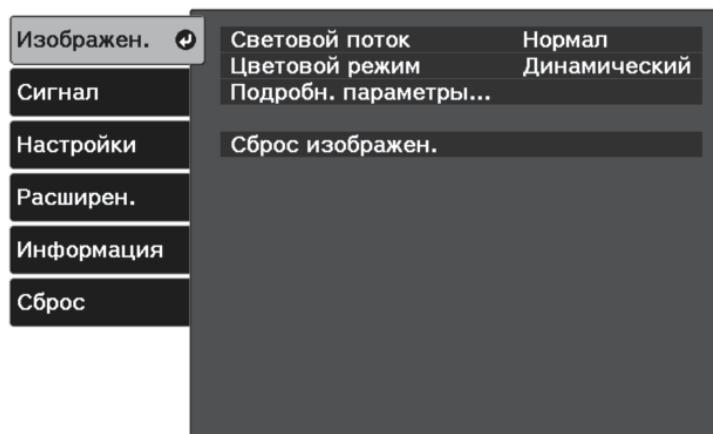 Изображен.
Сигнал
Настройки
Расширен.
Информация
Сброс
Световой поток Нормал
Цветовой режим Динамический
Подробн. параметры...
Сброс изображен.